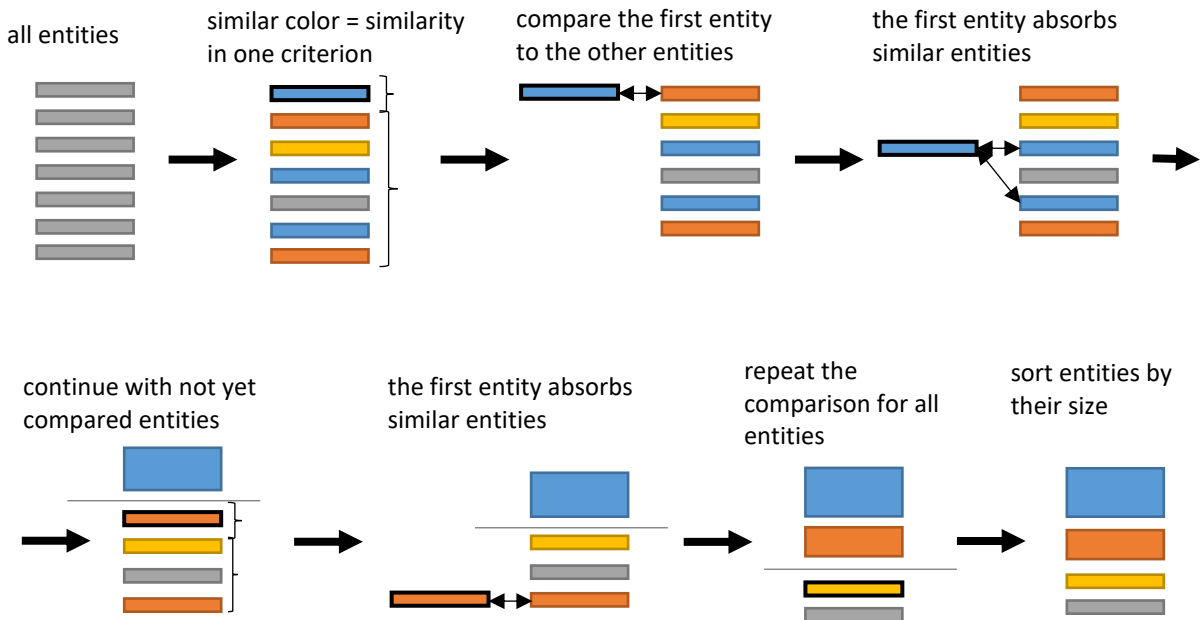 all entities
similar color = similarity
in one criterion
compare the first entity
to the other entities
the first entity absorbs
similar entities
continue with not yet
compared entities
the first entity absorbs
similar entities
repeat the
comparison for all
entities
sort entities by
their size